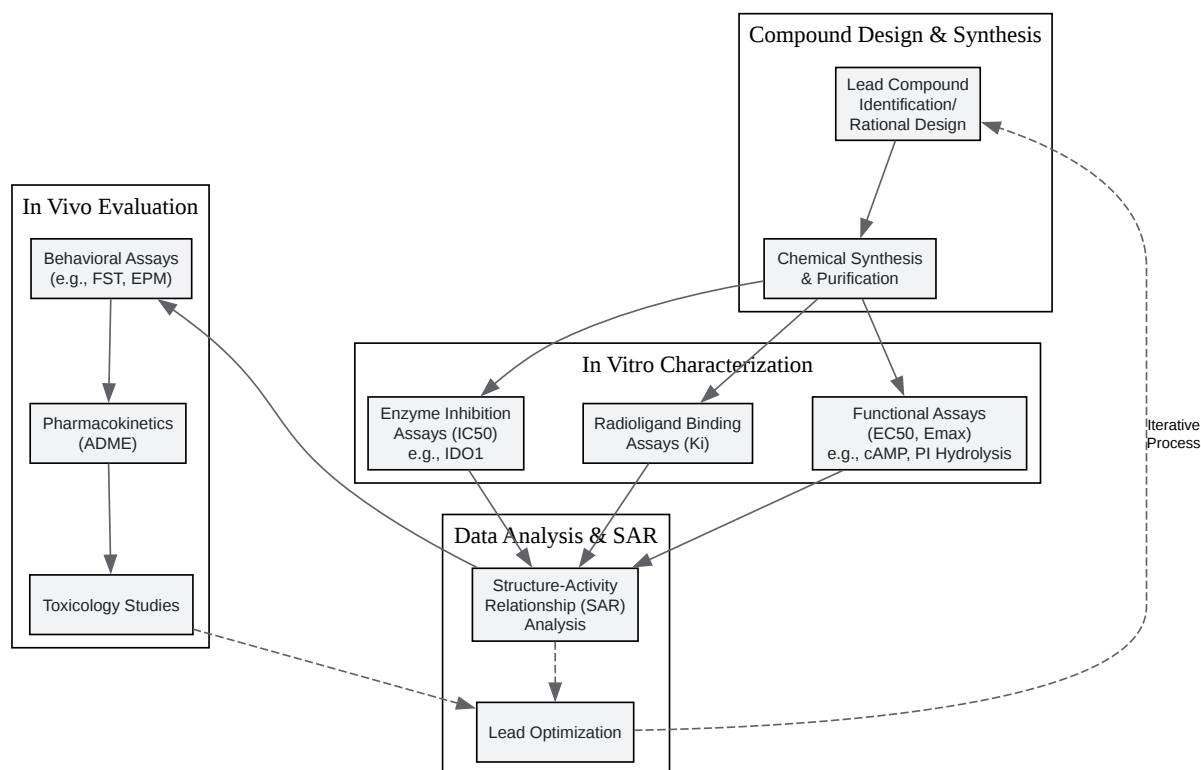 Compound Design & Synthesis
Lead Compound
Identification/
Rational Design
Chemical Synthesis
& Purification
In Vivo Evaluation
Behavioral Assays
(e.g., FST, EPM)
Pharmacokinetics
(ADME)
Toxicology Studies
In Vitro Characterization
Enzyme Inhibition
Assays (IC50)
e.g., IDO1
Radioligand Binding
Assays (Ki)
Functional Assays
(EC50, Emax)
e.g., cAMP, PI Hydrolysis
Iterative
Process
Data Analysis & SAR
Structure-Activity
Relationship (SAR)
Analysis
Lead Optimization